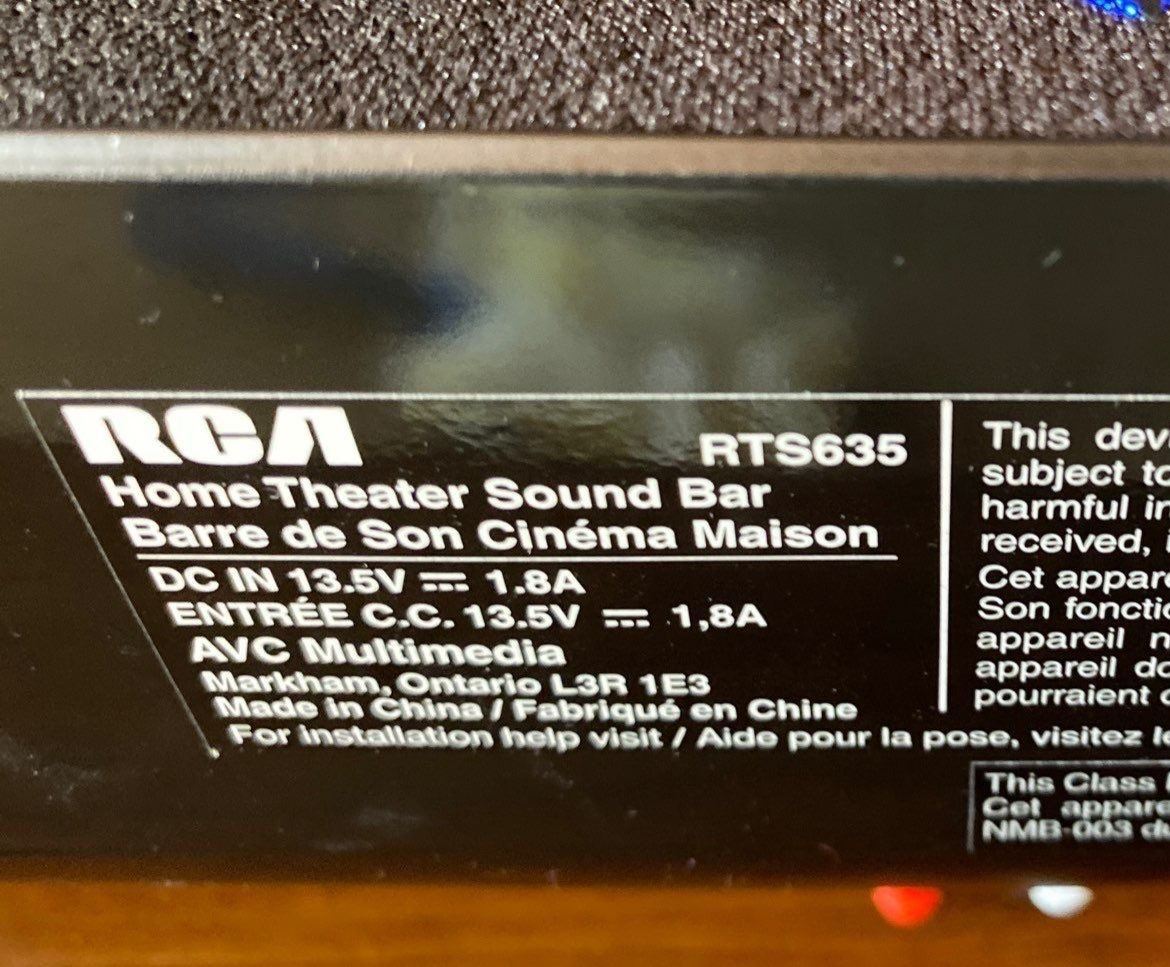 RCA RTS635
Home Theater Sound Bar
Barre de Son Cinéma Maison
DC IN 13.5V ⎓ 1.8A
ENTRÉE C.C. 13.5V ⎓ 1,8A
AVC Multimedia
Markham, Ontario L3R 1E3
Made in China / Fabriqué en Chine
For installation help visit / Aide pour la pose, visitez
This
subject
harmful
received,
Cet
Son
appareil
appareil
pourraient
This Class
Cet
NMB-003